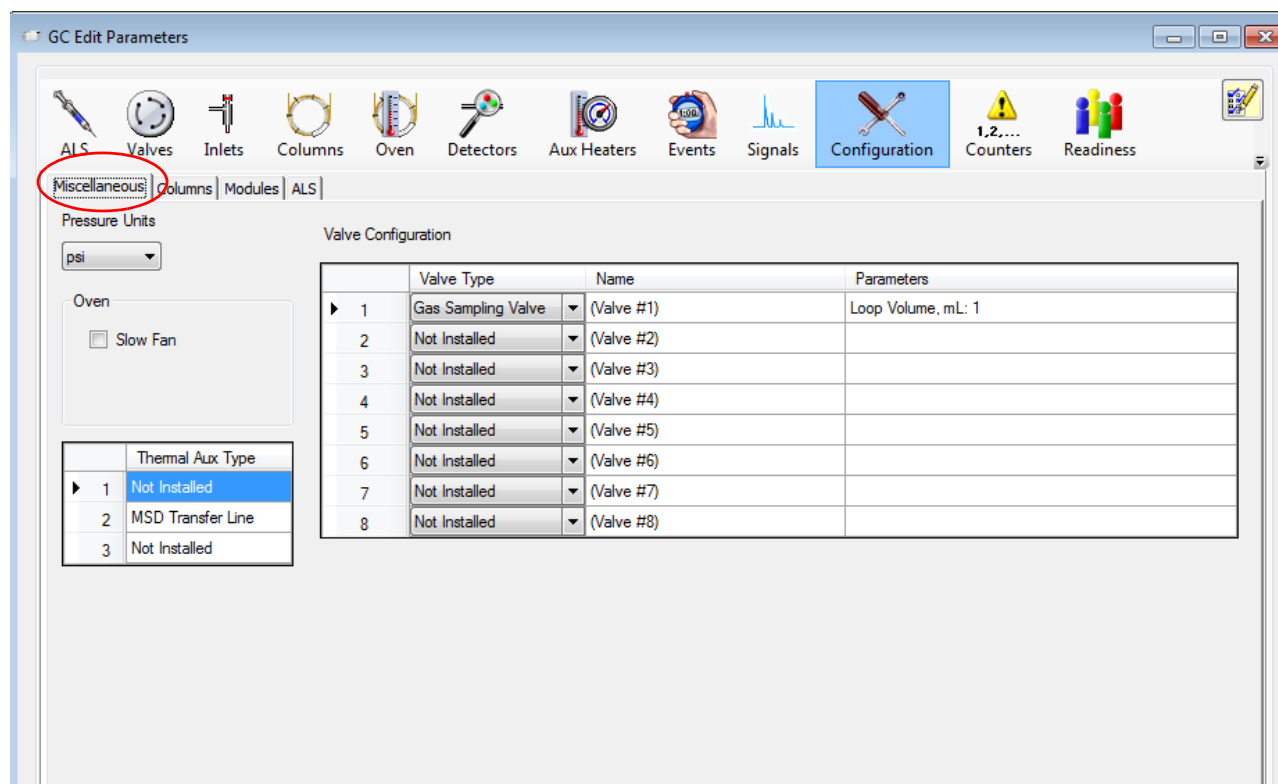 GC Edit Parameters
1:00
1,2,...
ALS Valves Inlets Columns Oven Detectors Aux Heaters Events Signals Configuration Counters Readiness
Miscellaneous Columns Modules ALS
Pressure Units
psi
Oven
Slow Fan
Thermal Aux Type
1 Not Installed
2 MSD Transfer Line
3 Not Installed
Valve Configuration
Valve Type Name Parameters
1 Gas Sampling Valve (Valve #1) Loop Volume, mL: 1
2 Not Installed (Valve #2)
3 Not Installed (Valve #3)
4 Not Installed (Valve #4)
5 Not Installed (Valve #5)
6 Not Installed (Valve #6)
7 Not Installed (Valve #7)
8 Not Installed (Valve #8)